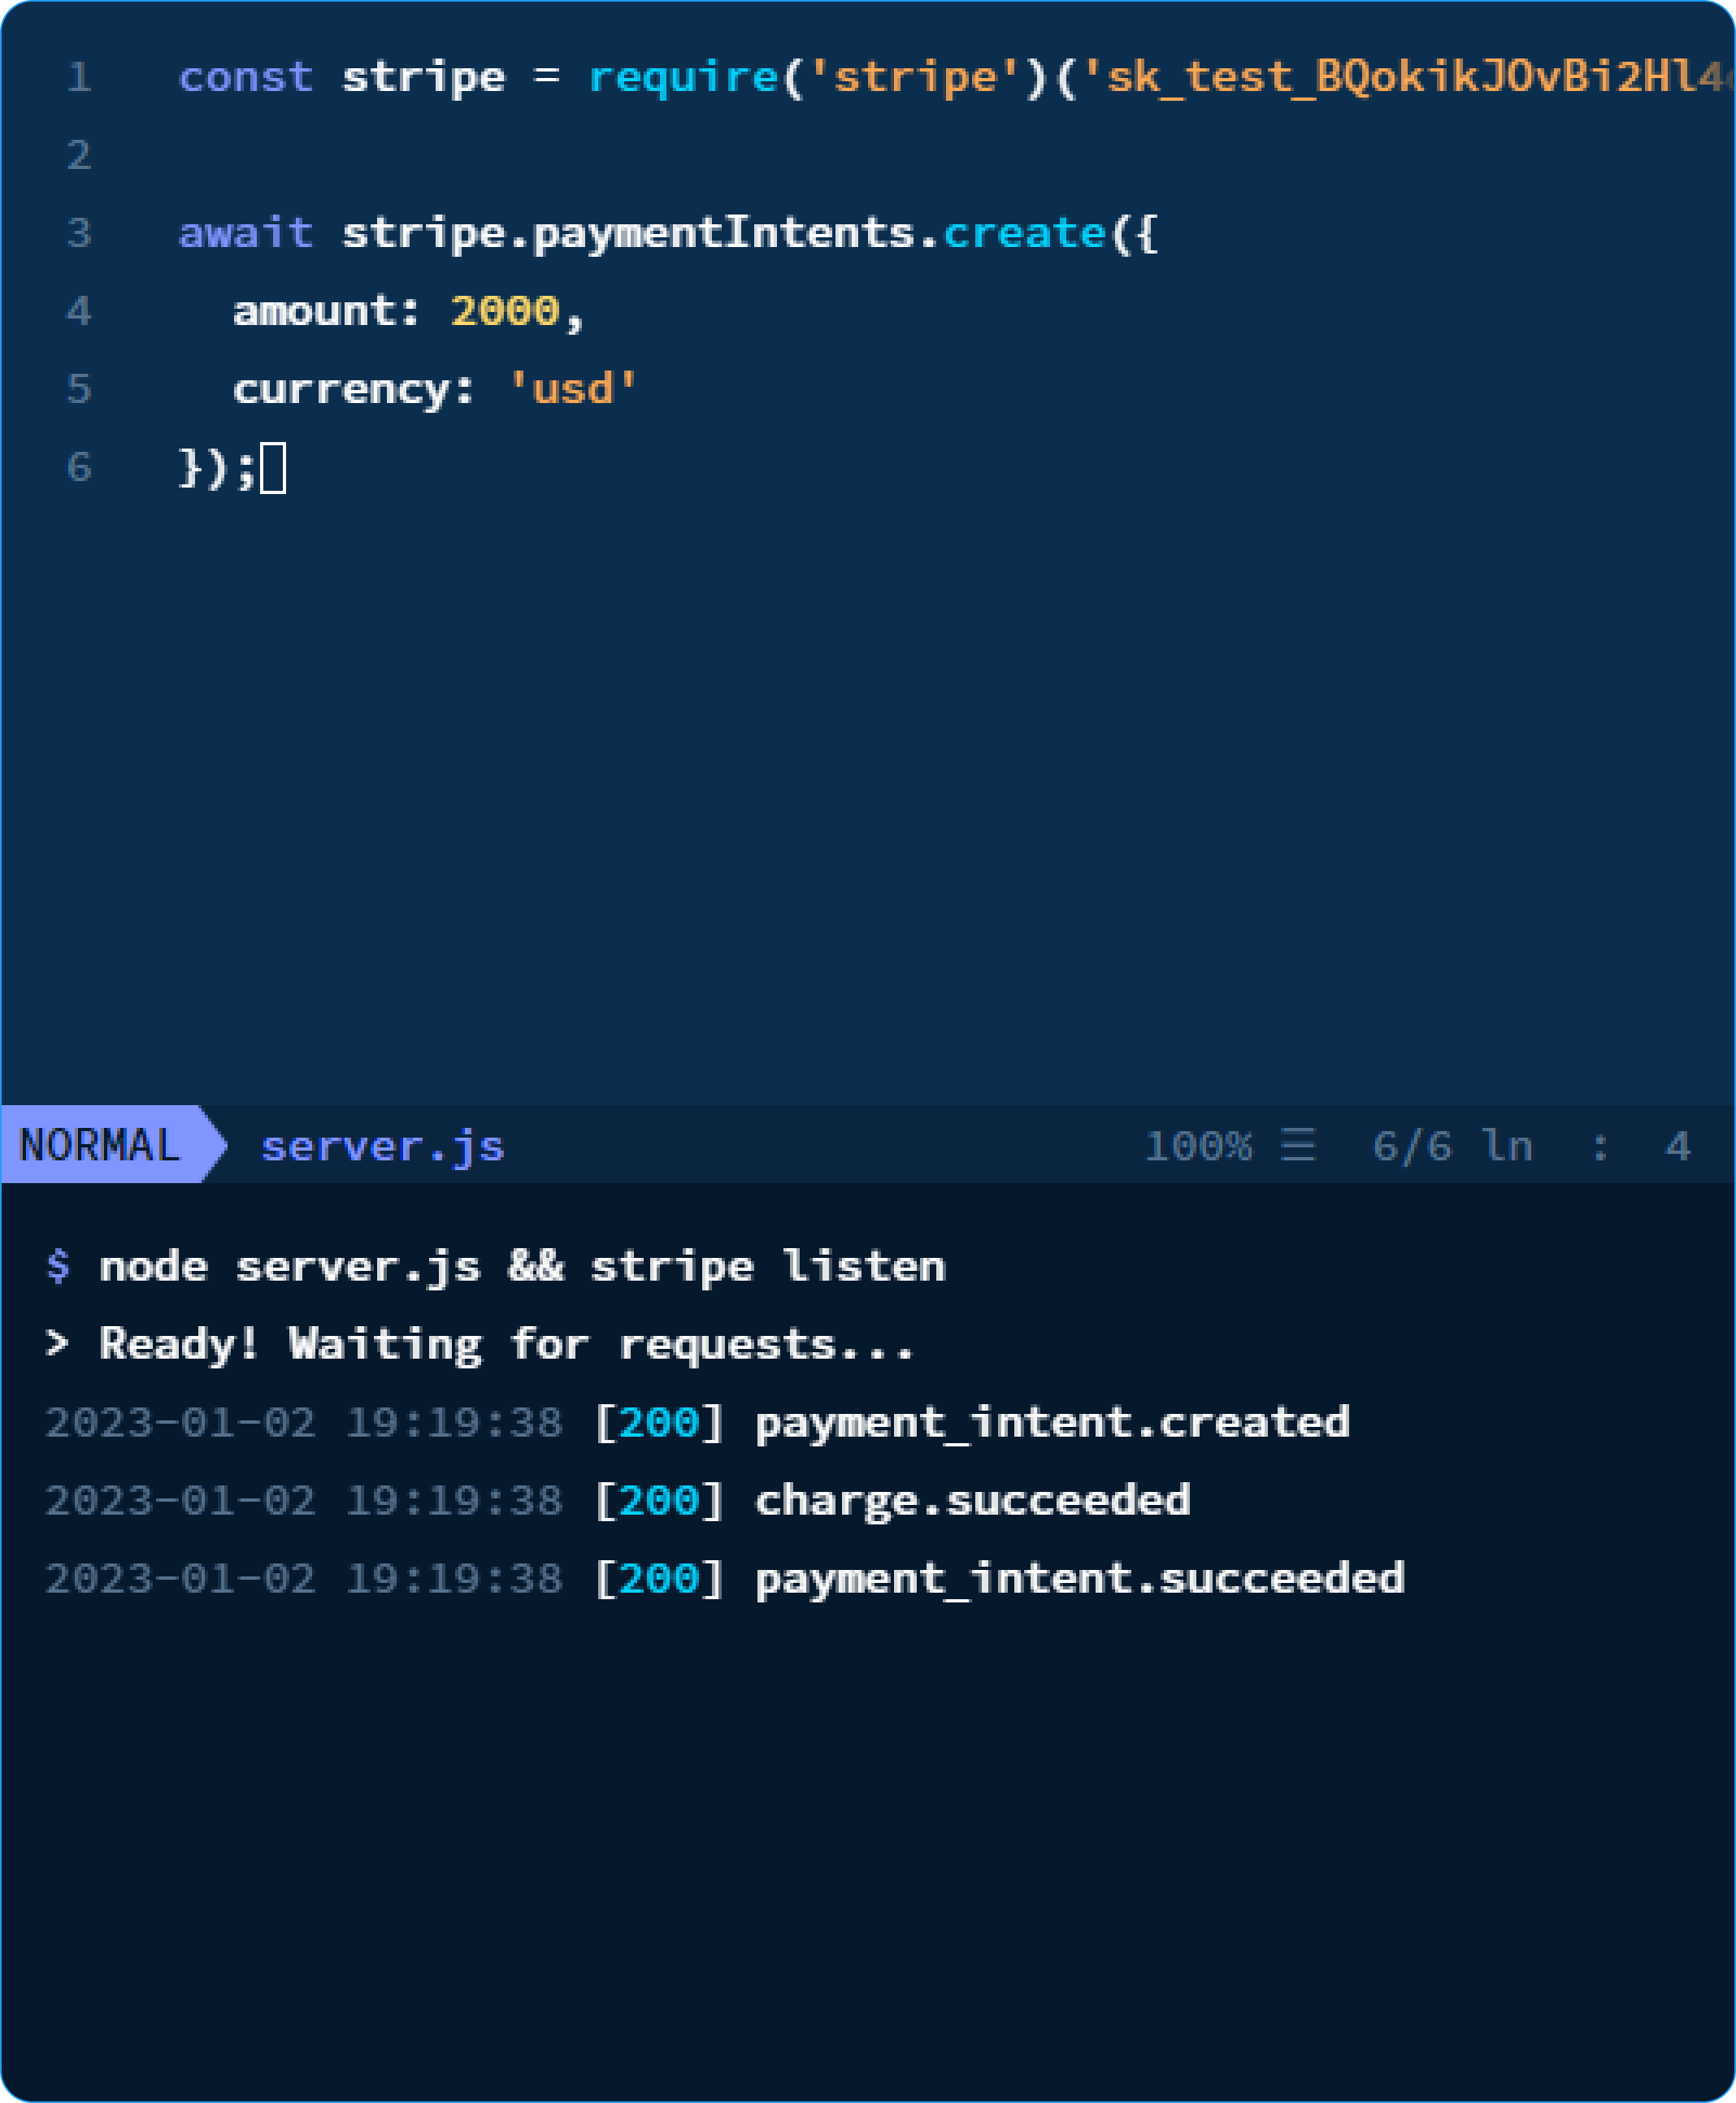 1 const stripe = require('stripe')('sk_test_BQokikJOvBi2Hl4
2
3 await stripe.paymentIntents.create({
4 amount: 2000,
5 currency: 'usd'
6 });
NORMAL server.js 100% ☰ 6/6 ln : 4
$ node server.js && stripe listen
> Ready! Waiting for requests...
2023-01-02 19:19:38 [200] payment_intent.created
2023-01-02 19:19:38 [200] charge.succeeded
2023-01-02 19:19:38 [200] payment_intent.succeeded